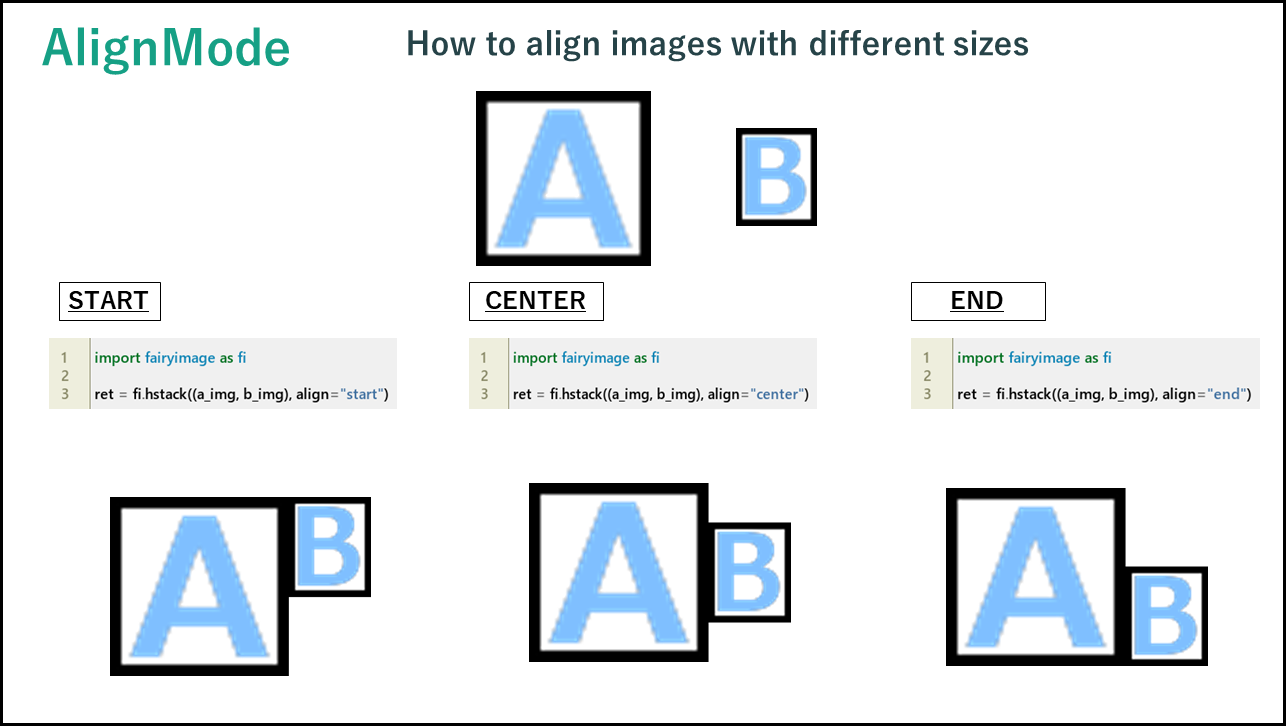 AlignMode
How to align images with different sizes
A
B
START
CENTER
END
1 import fairyimage as fi
2
3 ret = fi.hstack((a_img, b_img), align="start")
1 import fairyimage as fi
2
3 ret = fi.hstack((a_img, b_img), align="center")
1 import fairyimage as fi
2
3 ret = fi.hstack((a_img, b_img), align="end")
A B
A B
A B